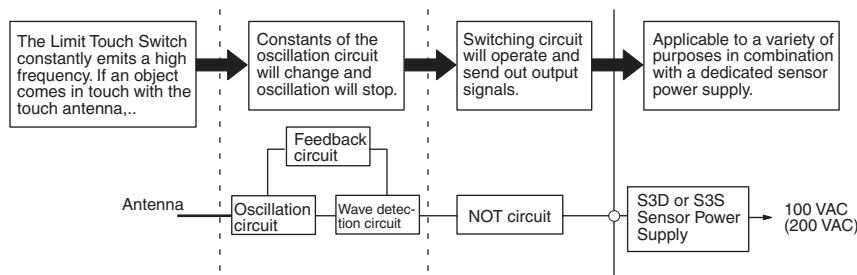 The Limit Touch Switch
constantly emits a high
frequency. If an object
comes in touch with the
touch antenna,..
Constants of the
oscillation circuit
will change and
oscillation will stop.
Switching circuit
will operate and
send out output
signals.
Applicable to a variety of
purposes in combination
with a dedicated sensor
power supply.
Feedback
circuit
Antenna
Oscillation
circuit
Wave detec-
tion circuit
NOT circuit
S3D or S3S
Sensor Power
Supply
100 VAC
(200 VAC)